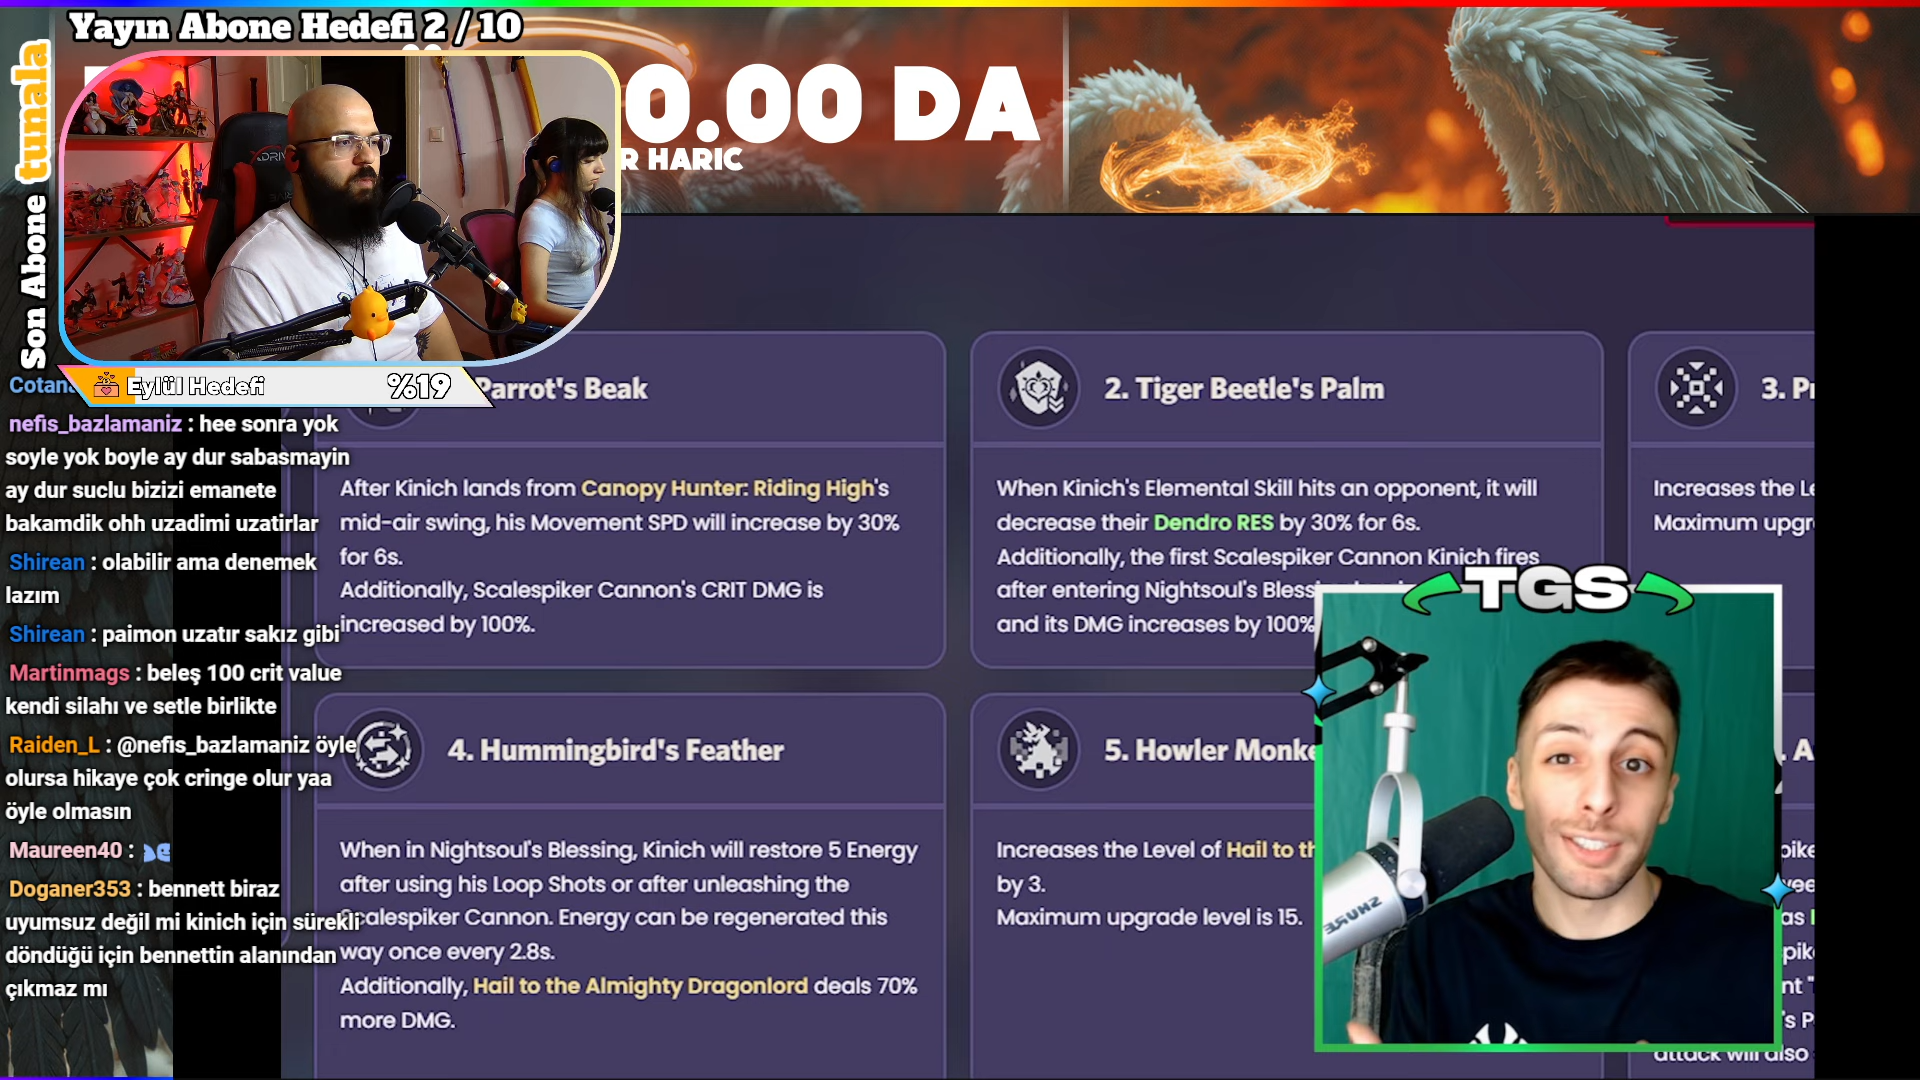 Yayın Abone Hedefi 2 / 10
Son Abone tunala
0.00 DA
R HARIC
Eylül Hedefi %19
Cotana
nefis_bazlamaniz : hee sonra yok
soyle yok boyle ay dur sabasmayin
ay dur suclu bizizi emanete
bakamdik ohh uzadimi uzatirlar
Shirean : olabilir ama denemek
lazım
Shirean : paimon uzatır sakız gibi
Martinmags : beleş 100 crit value
kendi silahı ve setle birlikte
Raiden_L : @nefis_bazlamaniz öyle
olursa hikaye çok cringe olur yaa
öyle olmasın
Maureen40 :
Doganer353 : bennett biraz
uyumsuz değil mi kinich için sürekli
döndüğü için bennettin alanından
çıkmaz mı
Parrot's Beak
After Kinich lands from Canopy Hunter: Riding High's
mid-air swing, his Movement SPD will increase by 30%
for 6s.
Additionally, Scalespiker Cannon's CRIT DMG is
increased by 100%.
2. Tiger Beetle's Palm
When Kinich's Elemental Skill hits an opponent, it will
decrease their Dendro RES by 30% for 6s.
Additionally, the first Scalespiker Cannon Kinich fires
after entering Nightsoul's Bless
and its DMG increases by 100%
3. Pr
Increases the Le
Maximum upgr
4. Hummingbird's Feather
When in Nightsoul's Blessing, Kinich will restore 5 Energy
after using his Loop Shots or after unleashing the
Scalespiker Cannon. Energy can be regenerated this
way once every 2.8s.
Additionally, Hail to the Almighty Dragonlord deals 70%
more DMG.
5. Howler Monke
Increases the Level of Hail to th
by 3.
Maximum upgrade level is 15.
attack will also
TGS
SHURE